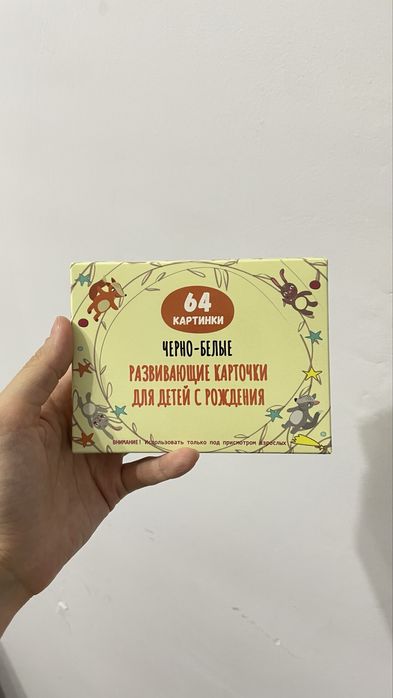 64
КАРТИНКИ
ЧЕРНО-БЕЛЫЕ
РАЗВИВАЮЩИЕ КАРТОЧКИ
ДЛЯ ДЕТЕЙ С РОЖДЕНИЯ
ВНИМАНИЕ! Использовать только под присмотром взрослых